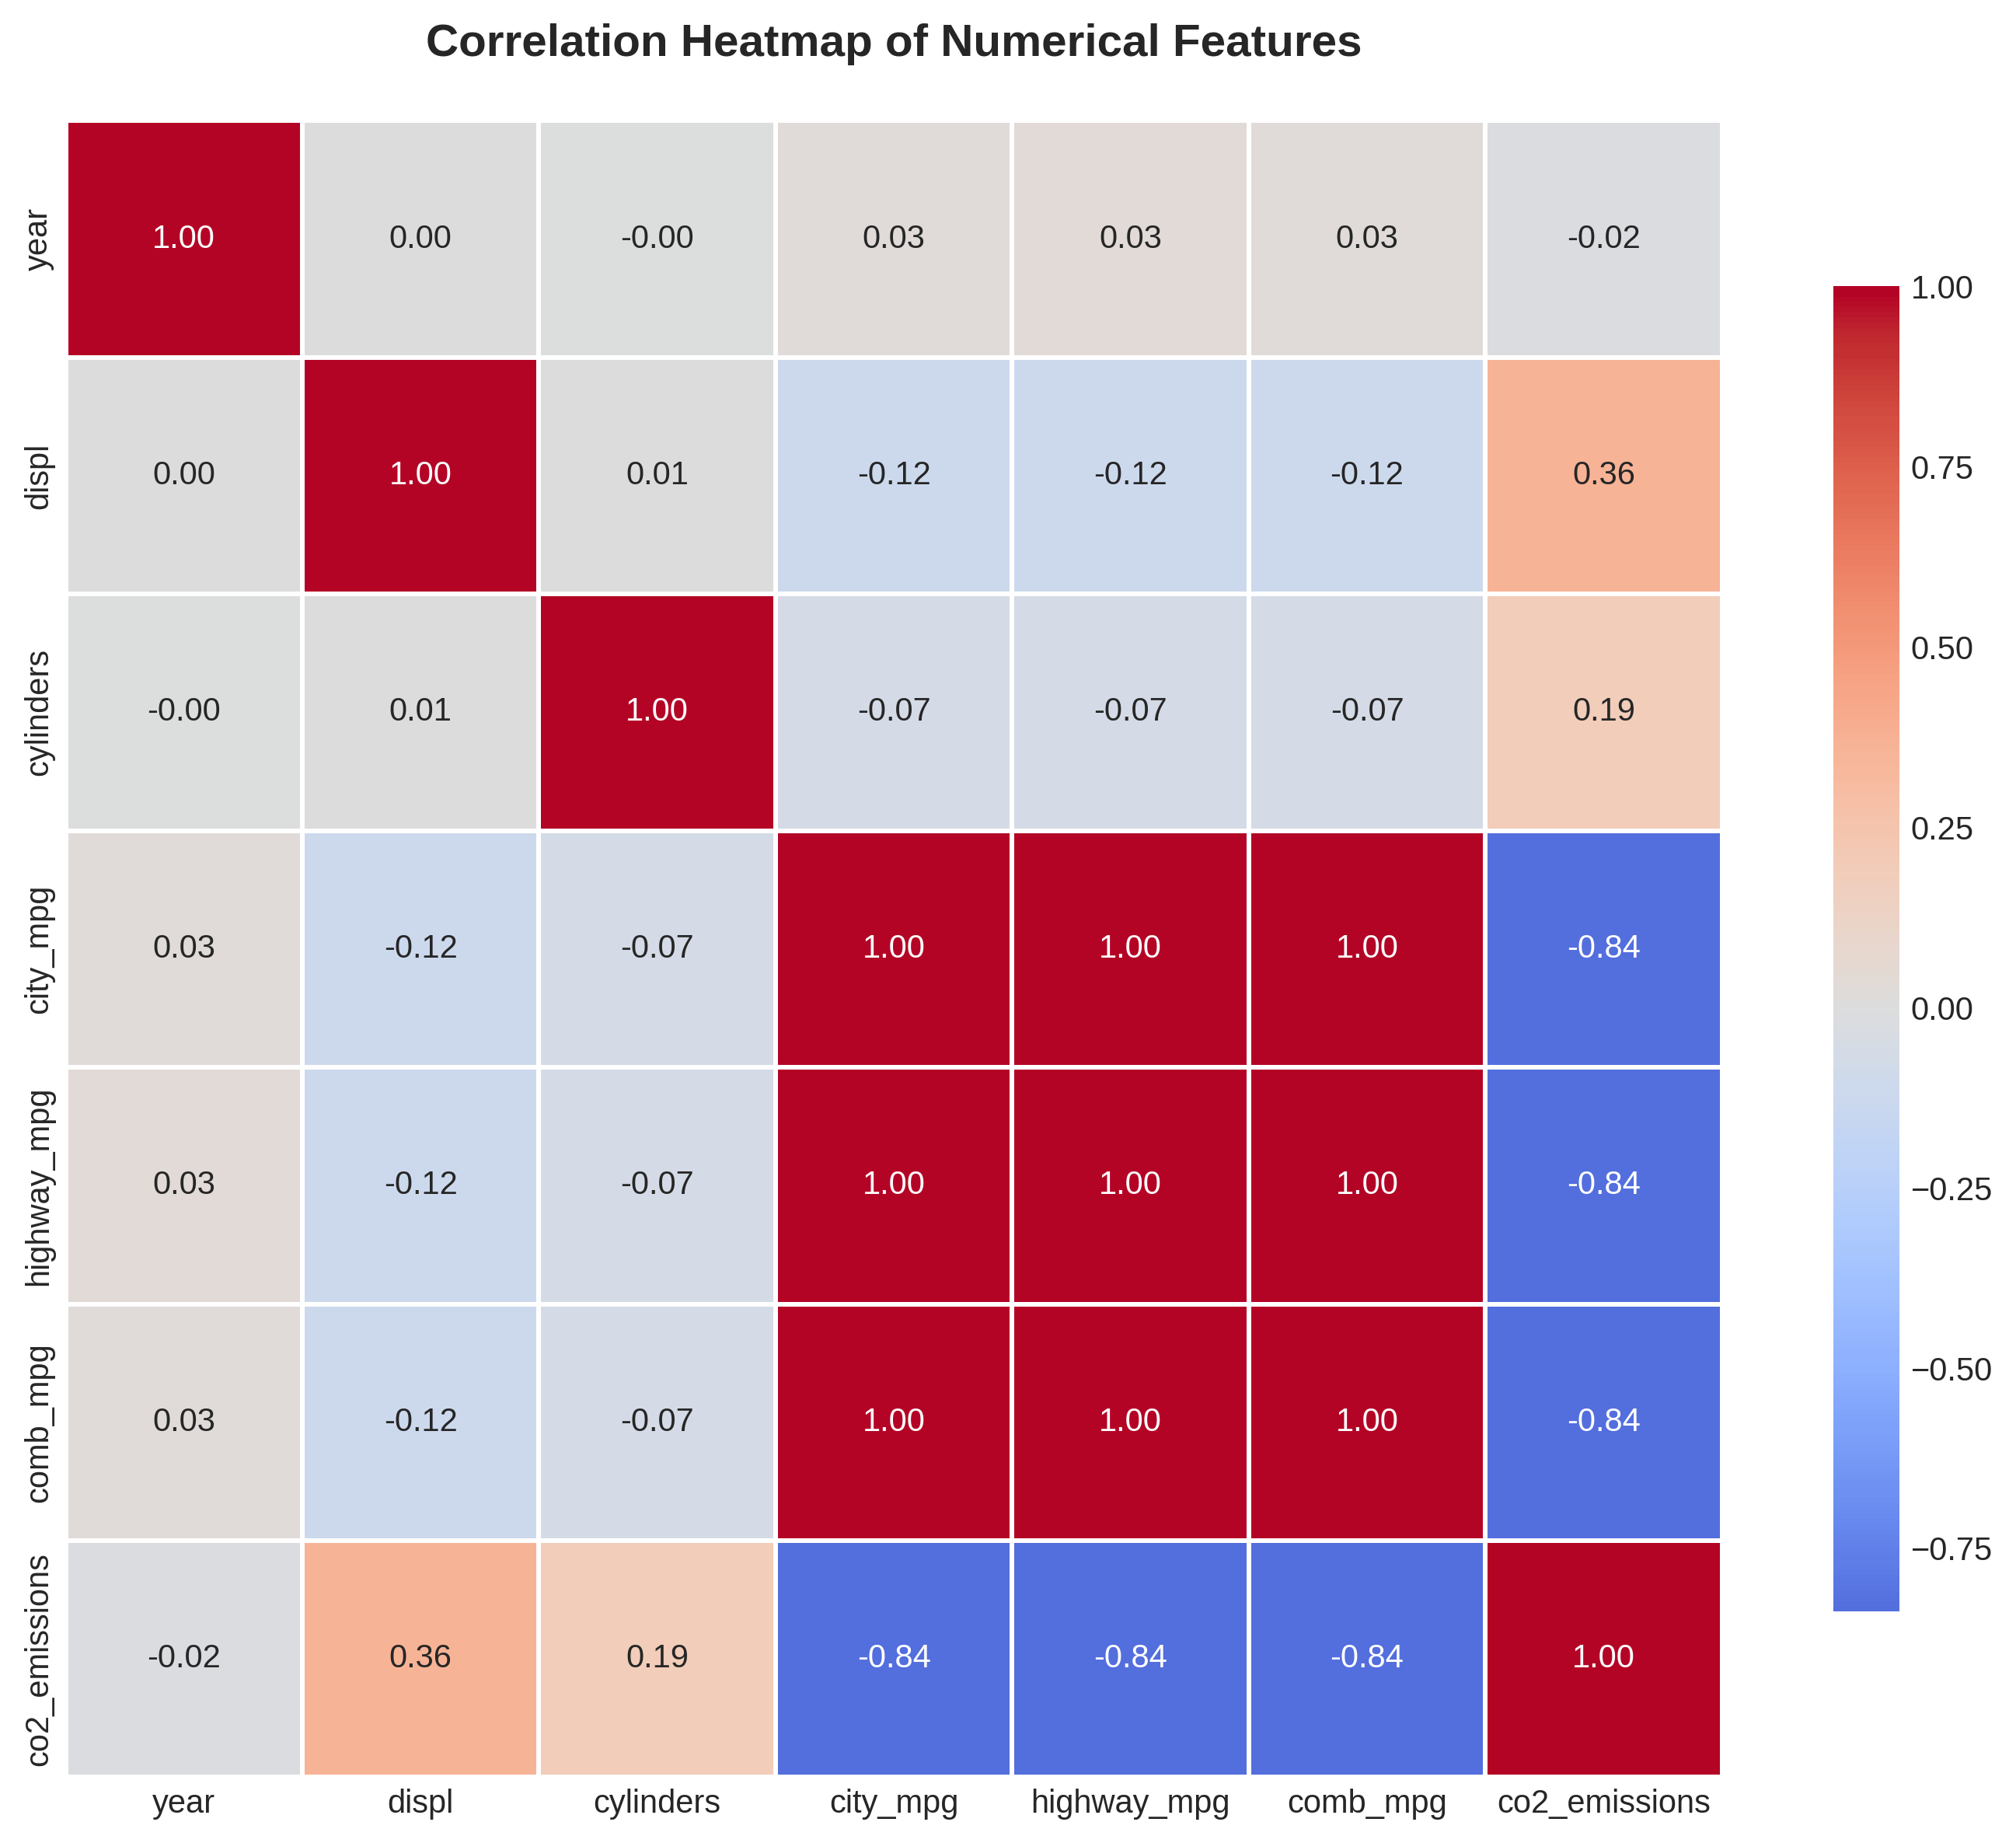 Correlation Heatmap of Numerical Features
year 1.00 0.00 -0.00 0.03 0.03 0.03 -0.02
displ 0.00 1.00 0.01 -0.12 -0.12 -0.12 0.36
cylinders -0.00 0.01 1.00 -0.07 -0.07 -0.07 0.19
city_mpg 0.03 -0.12 -0.07 1.00 1.00 1.00 -0.84
highway_mpg 0.03 -0.12 -0.07 1.00 1.00 1.00 -0.84
comb_mpg 0.03 -0.12 -0.07 1.00 1.00 1.00 -0.84
co2_emissions -0.02 0.36 0.19 -0.84 -0.84 -0.84 1.00
year displ cylinders city_mpg highway_mpg comb_mpg co2_emissions
1.00
0.75
0.50
0.25
0.00
−0.25
−0.50
−0.75